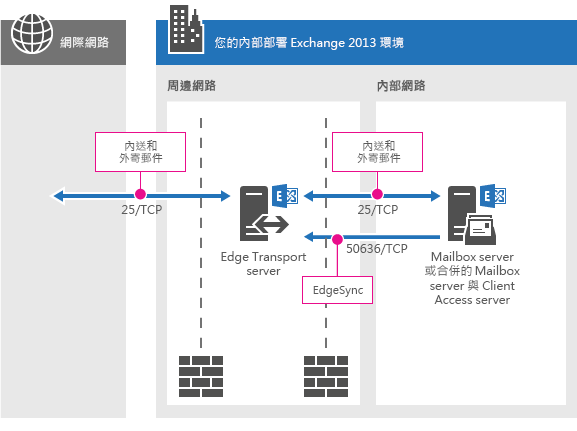 網際網路
您的內部部署 Exchange 2013 環境
周邊網路
內部網路
內送和
外寄郵件
內送和
外寄郵件
25/TCP
25/TCP
50636/TCP
Edge Transport
server
EdgeSync
Mailbox server
或合併的 Mailbox
server 與 Client
Access server